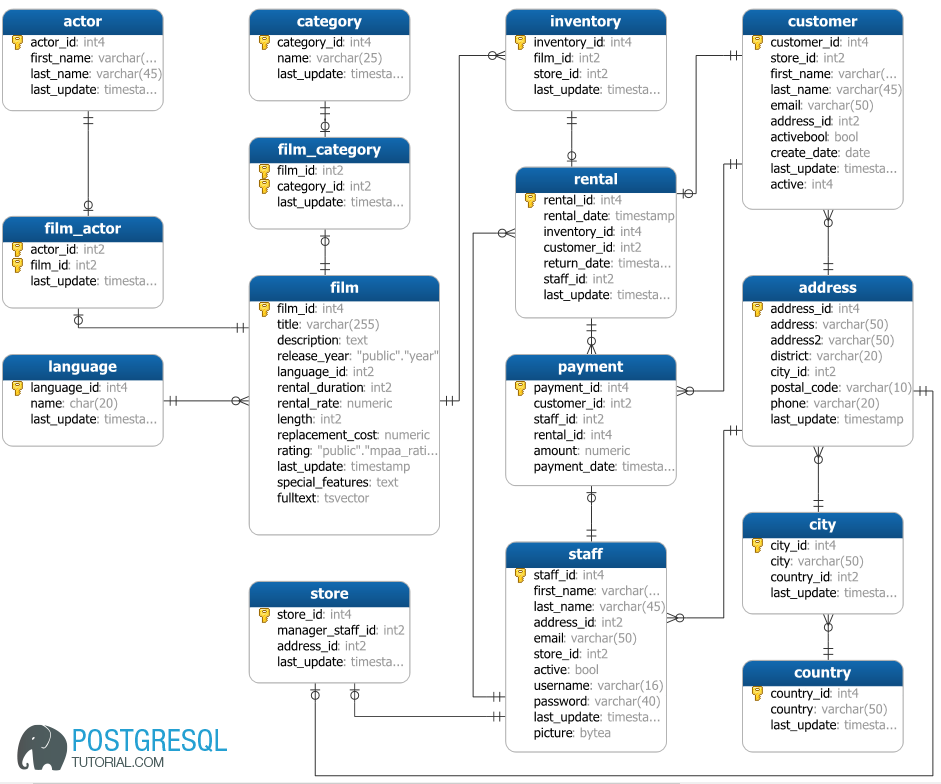 actor
actor_id: int4
first_name: varchar(...
last_name: varchar(45)
last_update: timesta...
category
category_id: int4
name: varchar(25)
last_update: timesta...
inventory
inventory_id: int4
film_id: int2
store_id: int2
last_update: timesta...
customer
customer_id: int4
store_id: int2
first_name: varchar(...
last_name: varchar(45)
email: varchar(50)
address_id: int2
activebool: bool
create_date: date
last_update: timesta...
active: int4
film_category
film_id: int2
category_id: int2
last_update: timesta...
rental
rental_id: int4
rental_date: timestamp
inventory_id: int4
customer_id: int2
return_date: timesta...
staff_id: int2
last_update: timesta...
film_actor
actor_id: int2
film_id: int2
last_update: timesta...
film
film_id: int4
title: varchar(255)
description: text
release_year: "public"."year"
language_id: int2
rental_duration: int2
rental_rate: numeric
length: int2
replacement_cost: numeric
rating: "public"."mpaa_rati...
last_update: timestamp
special_features: text
fulltext: tsvector
address
address_id: int4
address: varchar(50)
address2: varchar(50)
district: varchar(20)
city_id: int2
postal_code: varchar(10)
phone: varchar(20)
last_update: timestamp
language
language_id: int4
name: char(20)
last_update: timesta...
payment
payment_id: int4
customer_id: int2
staff_id: int2
rental_id: int4
amount: numeric
payment_date: timesta...
city
city_id: int4
city: varchar(50)
country_id: int2
last_update: timesta...
staff
staff_id: int4
first_name: varchar(...
last_name: varchar(45)
address_id: int2
email: varchar(50)
store_id: int2
active: bool
username: varchar(16)
password: varchar(40)
last_update: timesta...
picture: bytea
store
store_id: int4
manager_staff_id: int2
address_id: int2
last_update: timesta...
country
country_id: int4
country: varchar(50)
last_update: timesta...
POSTGRESQL
TUTORIAL.COM